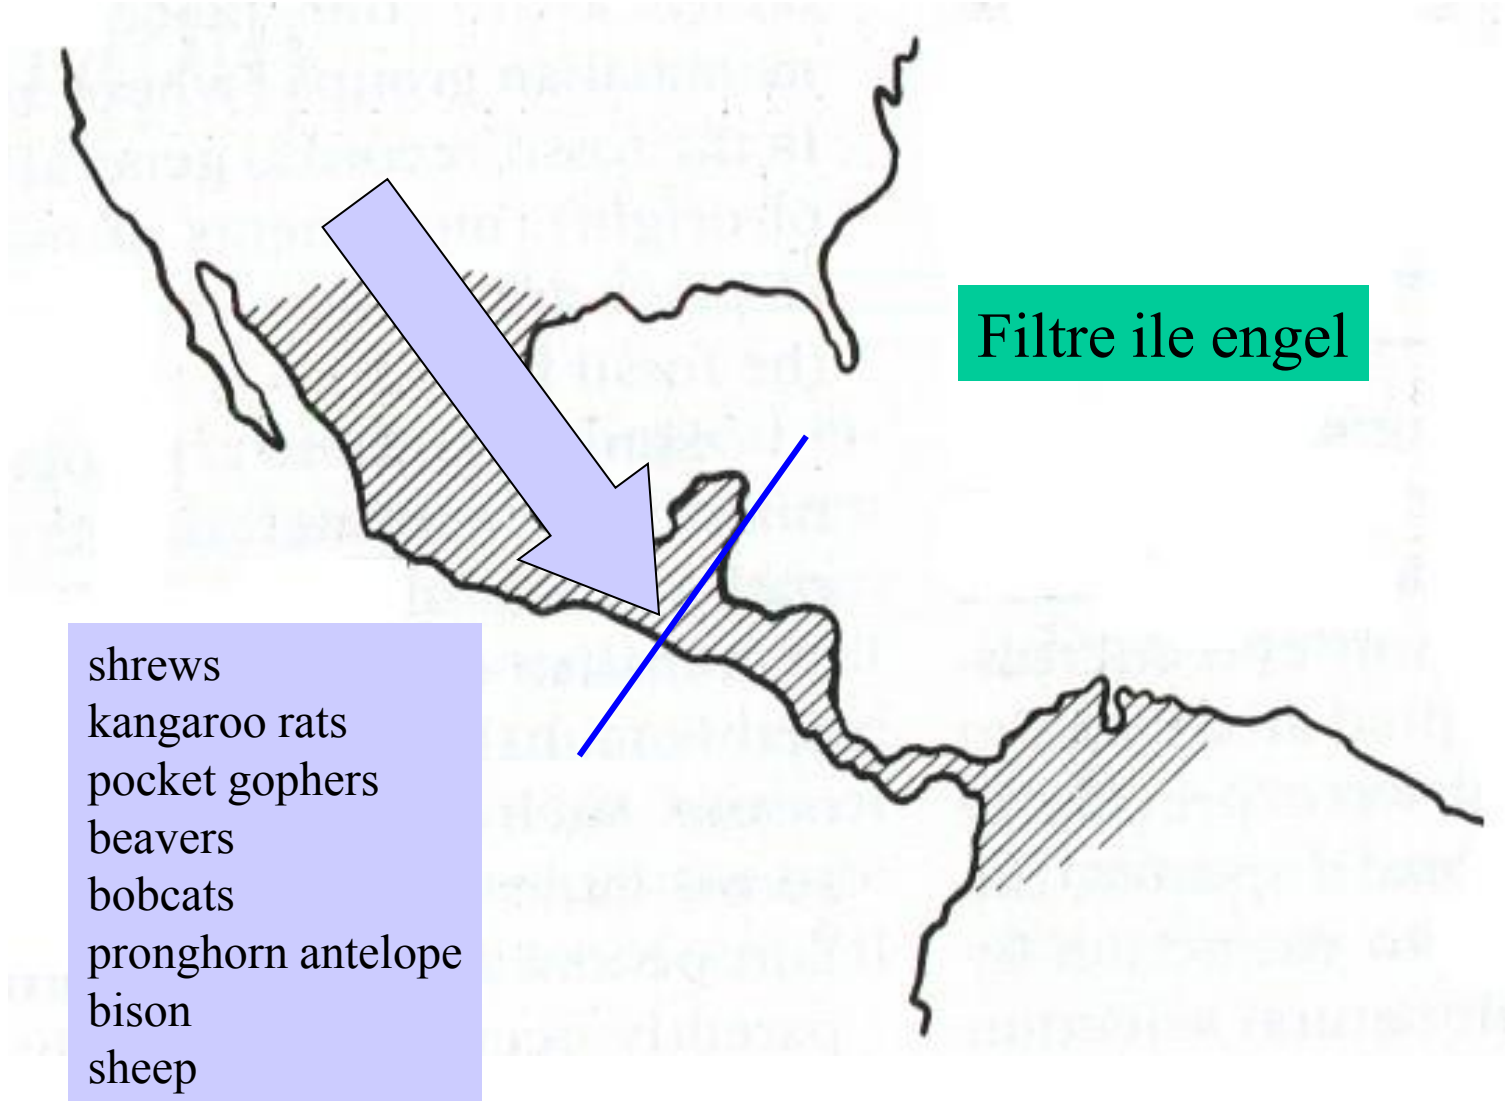 Filtre ile engel
shrews
kangaroo rats
pocket gophers
beavers
bobcats
pronghorn antelope
bison
sheep